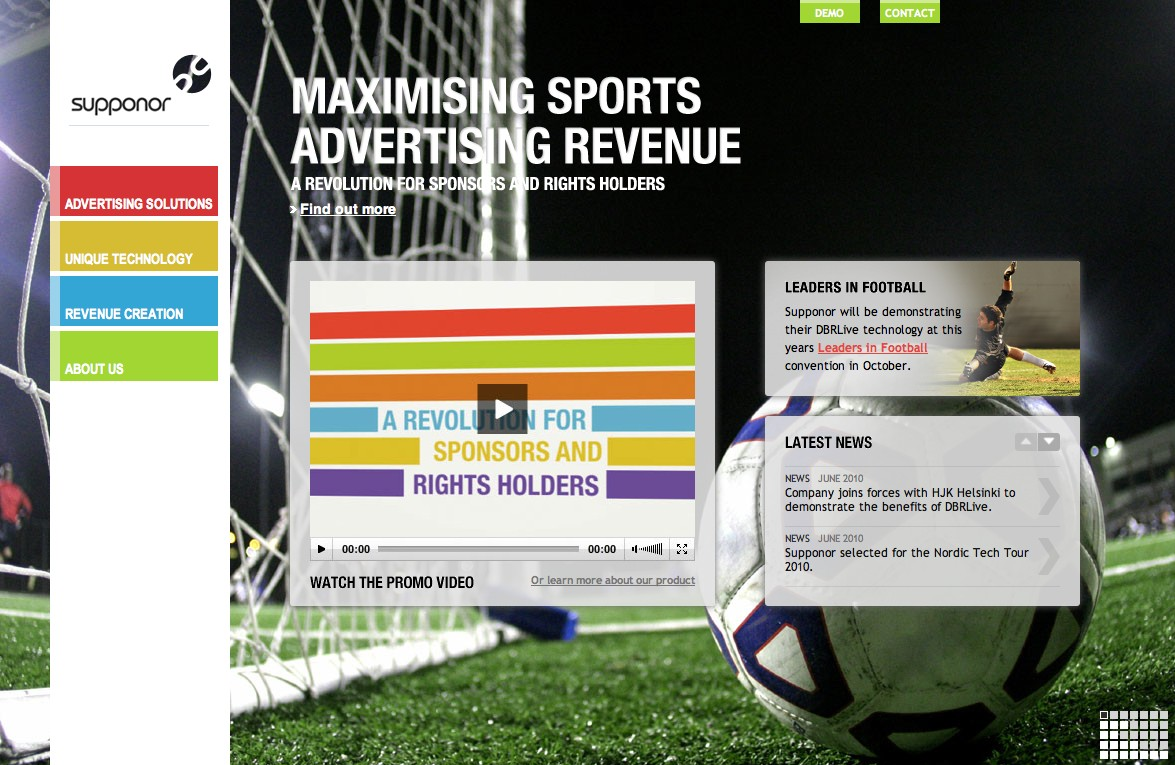 DEMO
CONTACT
supponor
ADVERTISING SOLUTIONS
UNIQUE TECHNOLOGY
REVENUE CREATION
ABOUT US
MAXIMISING SPORTS
ADVERTISING REVENUE
A REVOLUTION FOR SPONSORS AND RIGHTS HOLDERS
> Find out more
A REVOLUTION FOR
SPONSORS AND
RIGHTS HOLDERS
00:00 00:00
WATCH THE PROMO VIDEO
Or learn more about our product
LEADERS IN FOOTBALL
Supponor will be demonstrating
their DBRLive technology at this
years Leaders in Football
convention in October.
LATEST NEWS
NEWS JUNE 2010
Company joins forces with HJK Helsinki to
demonstrate the benefits of DBRLive.
NEWS JUNE 2010
Supponor selected for the Nordic Tech Tour
2010.